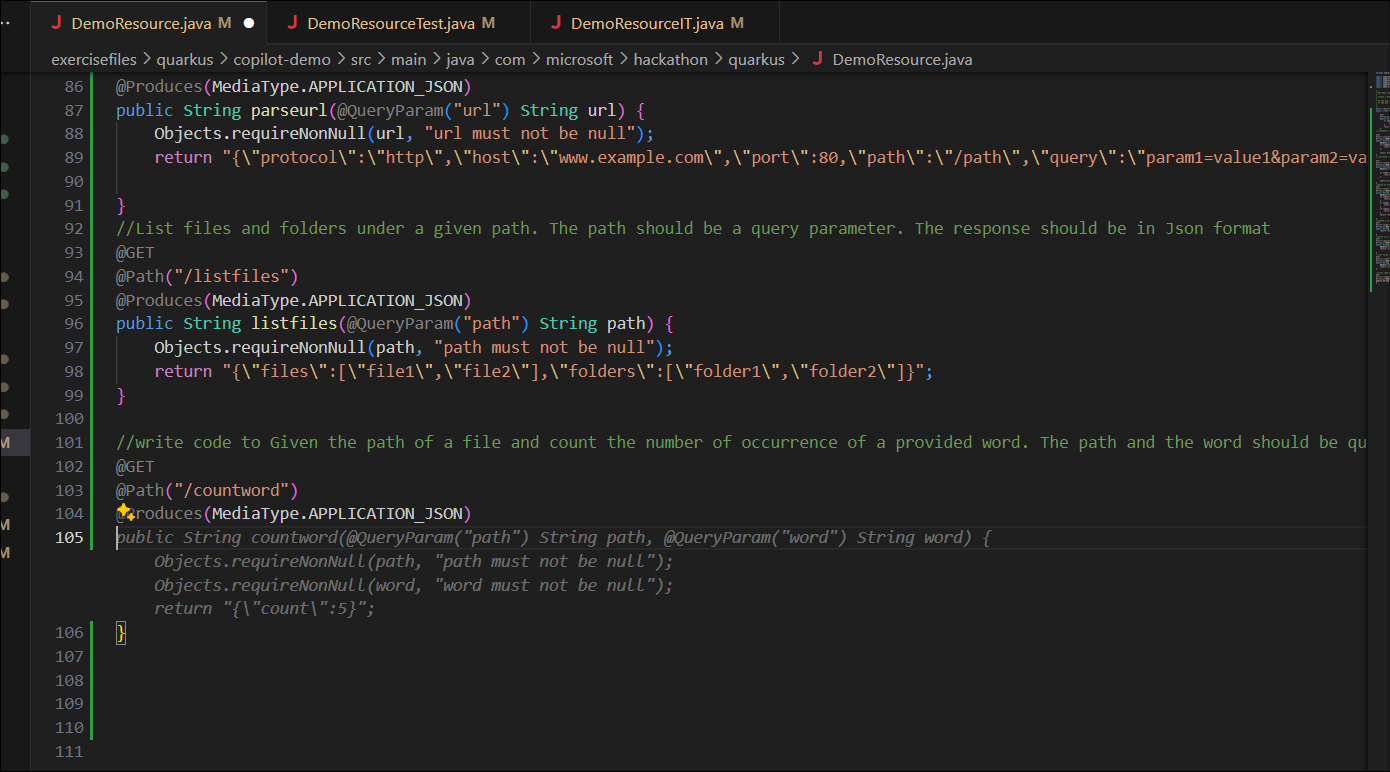 DemoResource.java M
DemoResourceTest.java M
DemoResourceIT.java M
exercisefiles > quarkus > copilot-demo > src > main > java > com > microsoft > hackathon > quarkus > DemoResource.java
86 @Produces(MediaType.APPLICATION_JSON)
87 public String parseurl(@QueryParam("url") String url) {
88 Objects.requireNonNull(url, "url must not be null");
89 return "{\"protocol\":\"http\",\"host\":\"www.example.com\",\"port\":80,\"path\":\"/path\",\"query\":\"param1=value1&param2=va
90
91 }
92 //List files and folders under a given path. The path should be a query parameter. The response should be in Json format
93 @GET
94 @Path("/listfiles")
95 @Produces(MediaType.APPLICATION_JSON)
96 public String listfiles(@QueryParam("path") String path) {
97 Objects.requireNonNull(path, "path must not be null");
98 return "{\"files\":[\"file1\",\"file2\"],\"folders\":[\"folder1\",\"folder2\"]}";
99 }
100
M 101 //write code to Given the path of a file and count the number of occurrence of a provided word. The path and the word should be qu
102 @GET
103 @Path("/countword")
104 @Produces(MediaType.APPLICATION_JSON)
105 public String countword(@QueryParam("path") String path, @QueryParam("word") String word) {
Objects.requireNonNull(path, "path must not be null");
Objects.requireNonNull(word, "word must not be null");
return "{\"count\":5}";
106 }
107
108
109
110
111
M
M